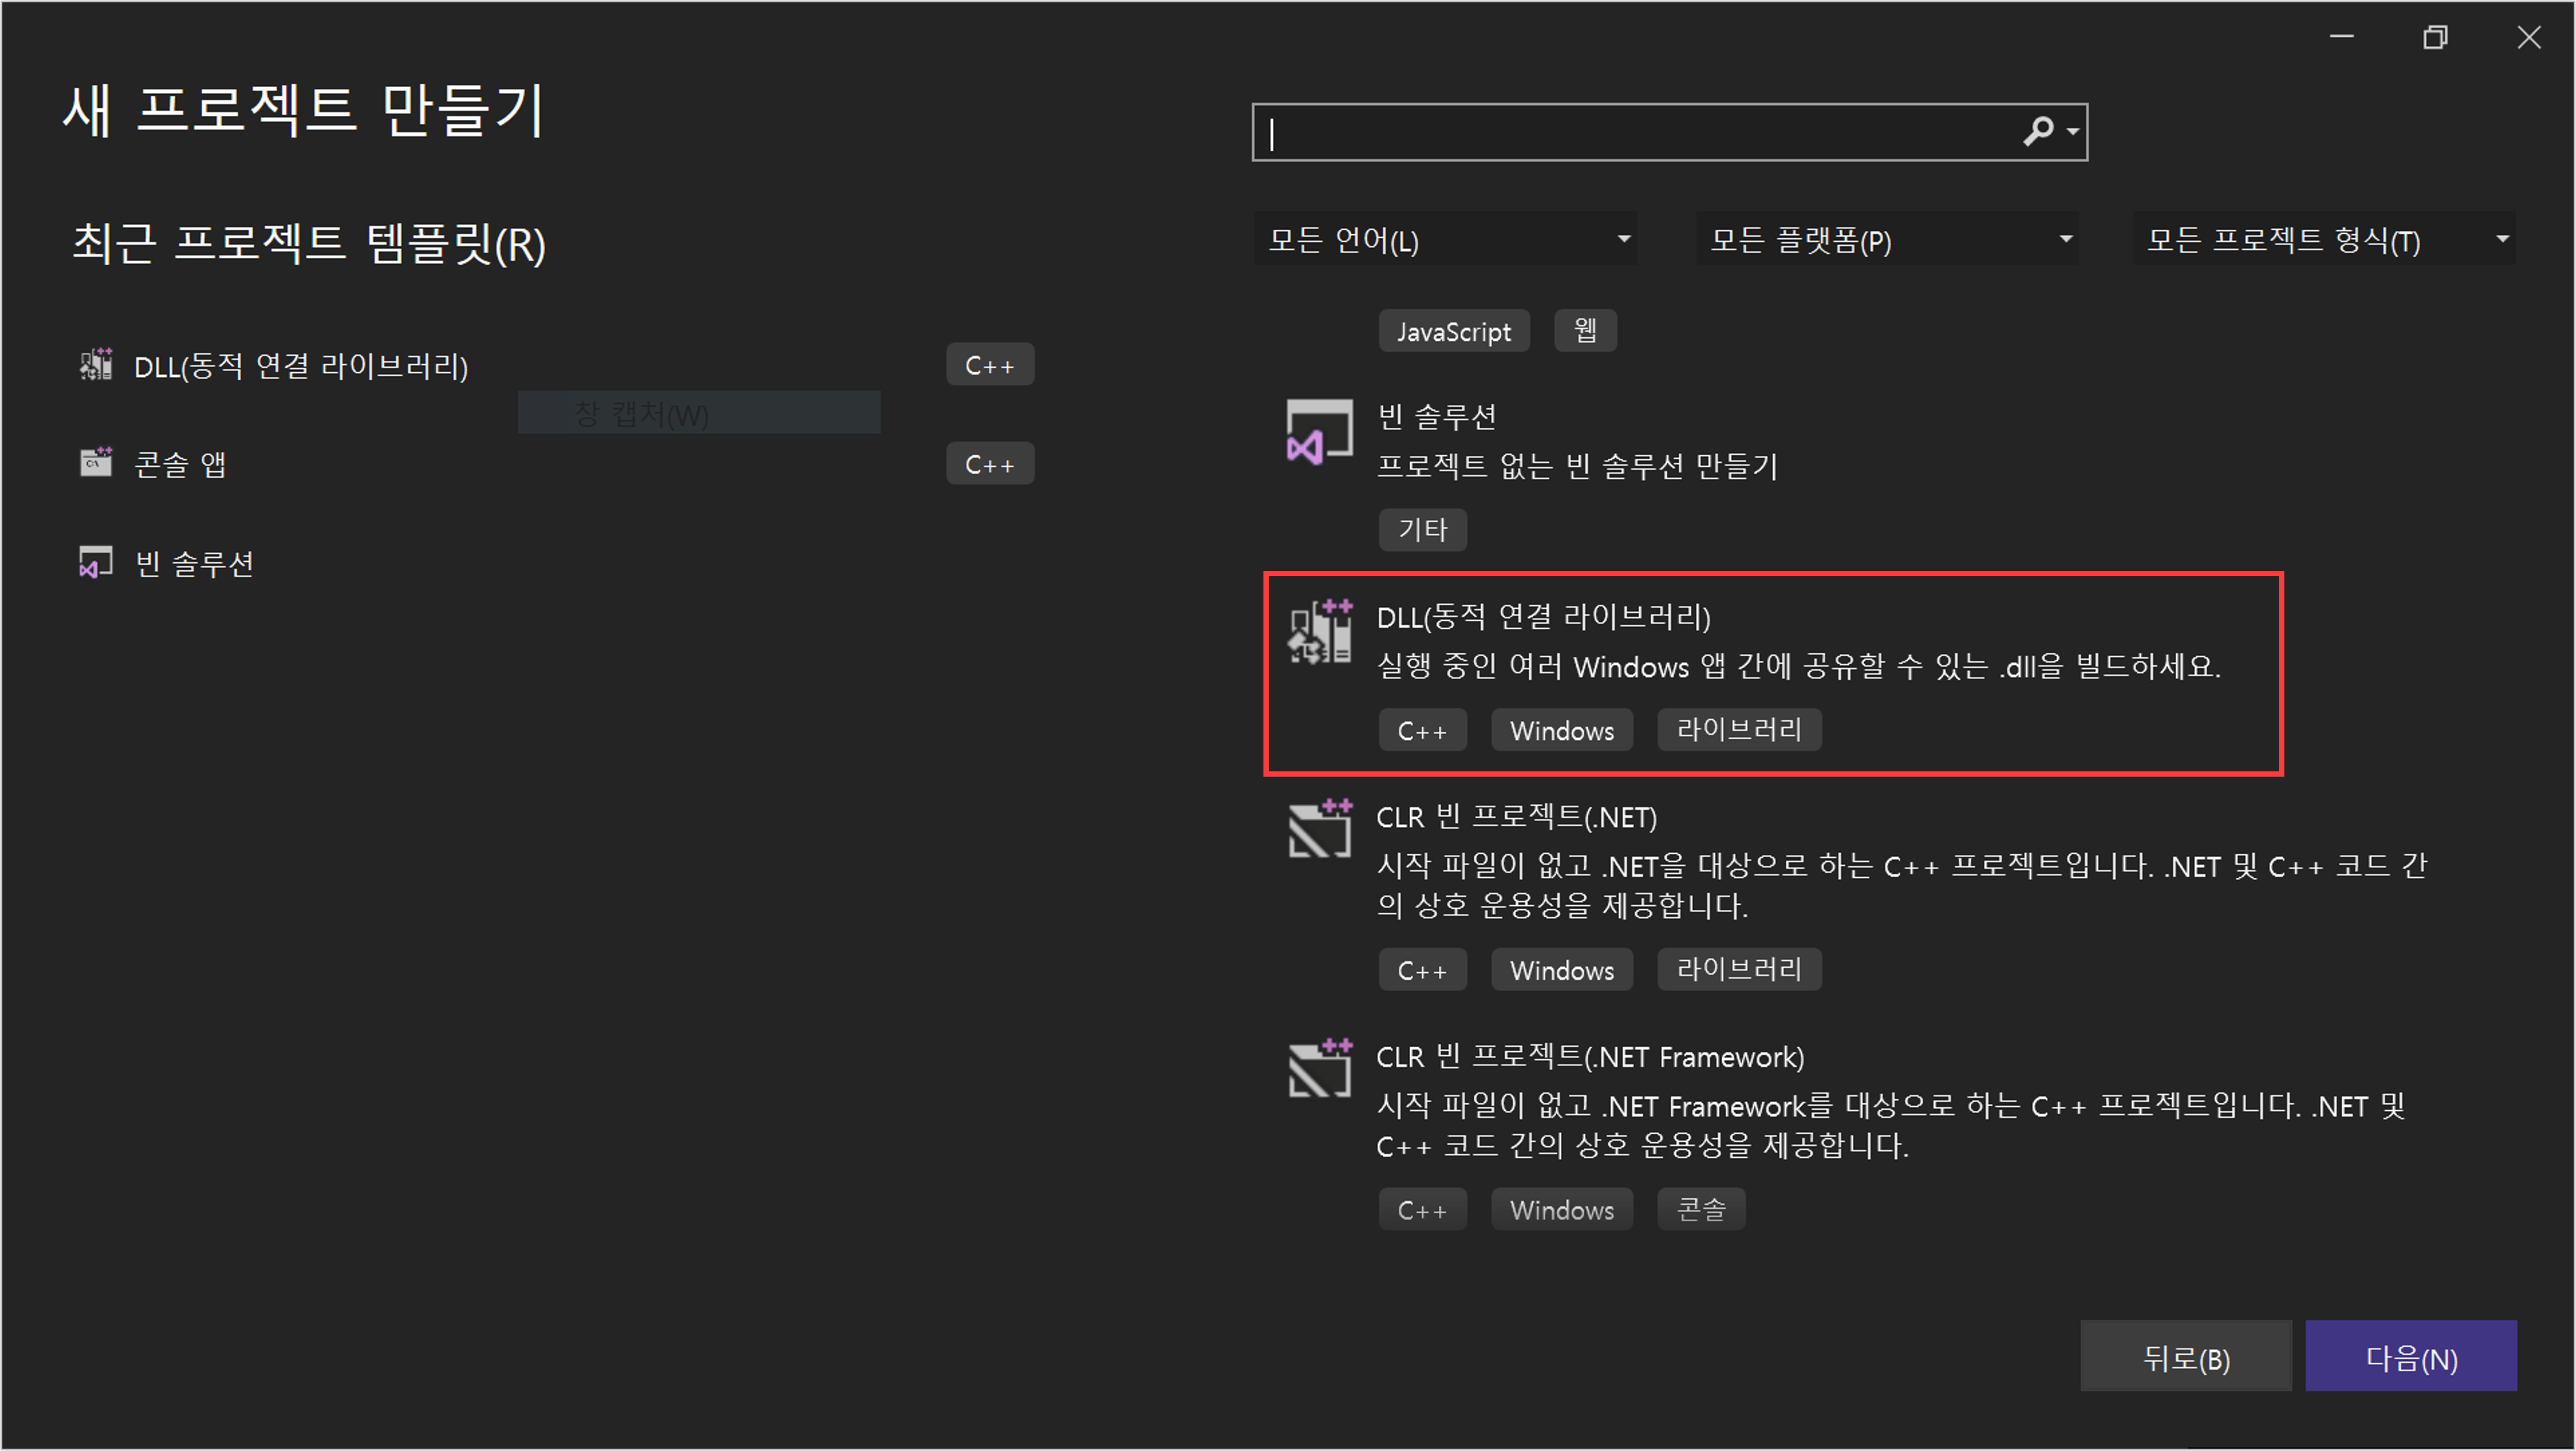 새 프로젝트 만들기
최근 프로젝트 템플릿(R)
DLL(동적 연결 라이브러리)
C++
창 캡처(W)
콘솔 앱
C++
빈 솔루션
모든 언어(L)
모든 플랫폼(P)
모든 프로젝트 형식(T)
JavaScript
웹
빈 솔루션
프로젝트 없는 빈 솔루션 만들기
기타
DLL(동적 연결 라이브러리)
실행 중인 여러 Windows 앱 간에 공유할 수 있는 .dll을 빌드하세요.
C++
Windows
라이브러리
CLR 빈 프로젝트(.NET)
시작 파일이 없고 .NET을 대상으로 하는 C++ 프로젝트입니다. .NET 및 C++ 코드 간
의 상호 운용성을 제공합니다.
C++
Windows
라이브러리
CLR 빈 프로젝트(.NET Framework)
시작 파일이 없고 .NET Framework를 대상으로 하는 C++ 프로젝트입니다. .NET 및
C++ 코드 간의 상호 운용성을 제공합니다.
C++
Windows
콘솔
뒤로(B)
다음(N)